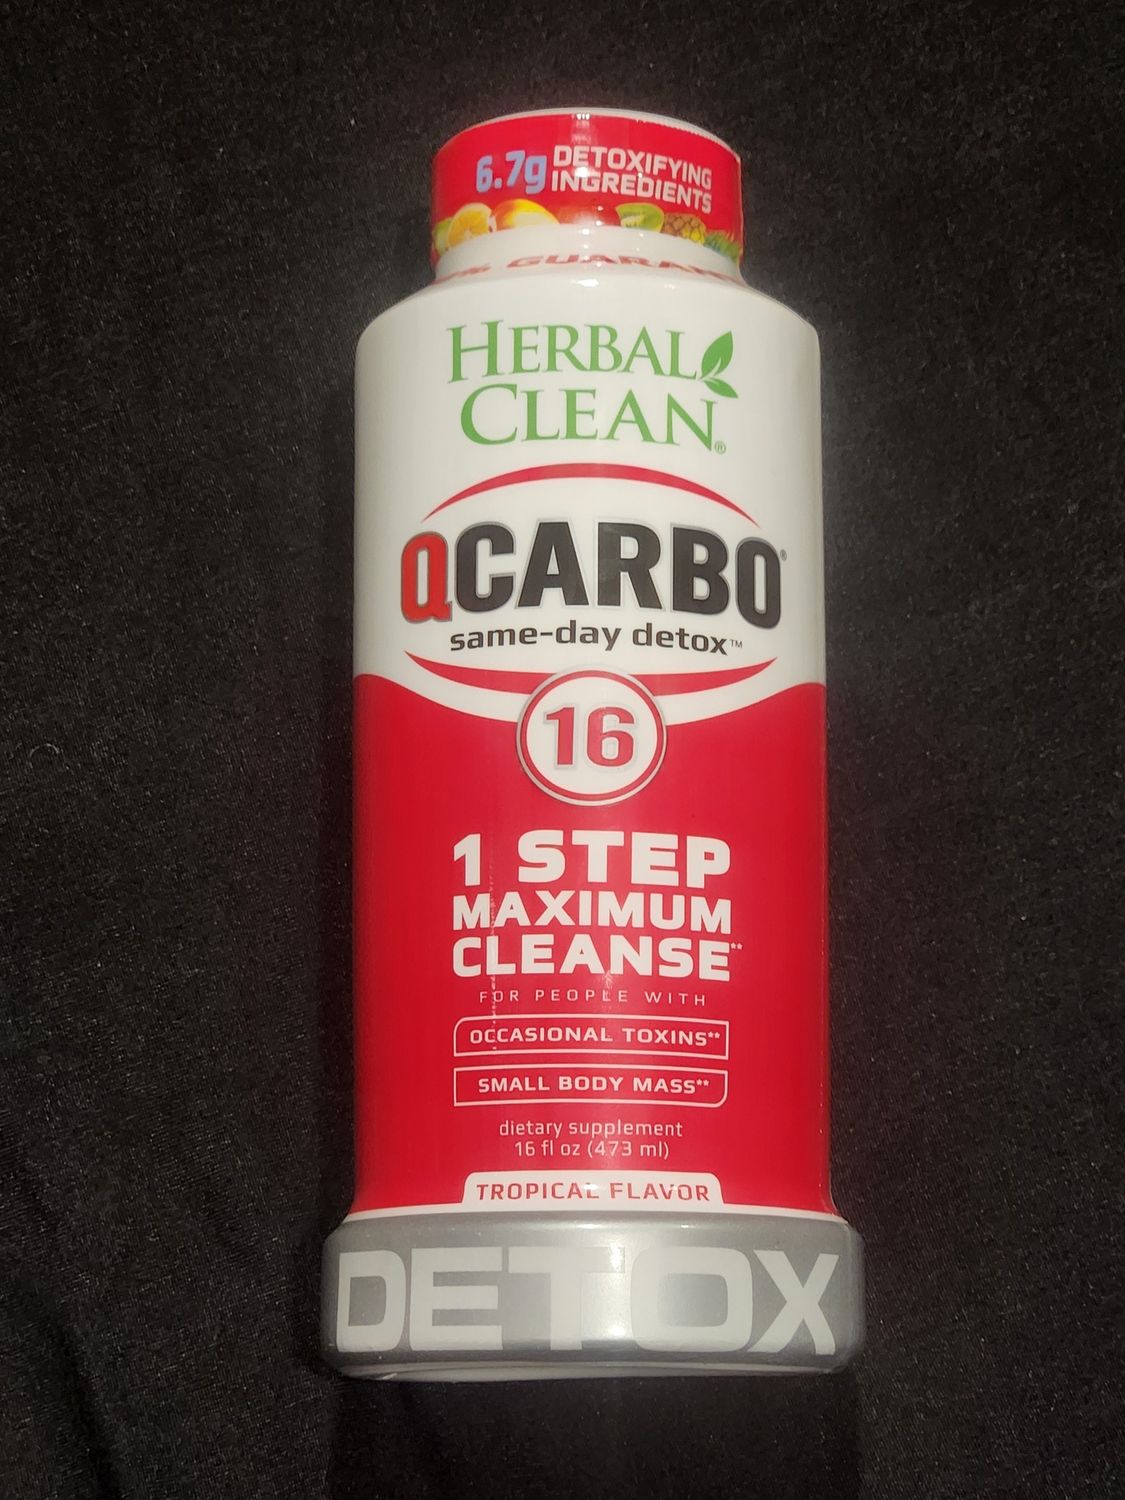 6.7g DETOXIFYING
INGREDIENTS
HERBAL
CLEAN®
QCARBO®
same-day detox™
16
1 STEP
MAXIMUM
CLEANSE**
FOR PEOPLE WITH
OCCASIONAL TOXINS**
SMALL BODY MASS**
dietary supplement
16 fl oz (473 ml)
TROPICAL FLAVOR
DETOX